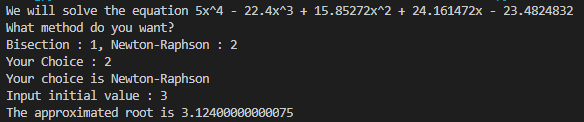 We will solve the equation 5x^4 - 22.4x^3 + 15.85272x^2 + 24.161472x - 23.4824832
What method do you want?
Bisection : 1, Newton-Raphson : 2
Your Choice : 2
Your choice is Newton-Raphson
Input initial value : 3
The approximated root is 3.12400000000075